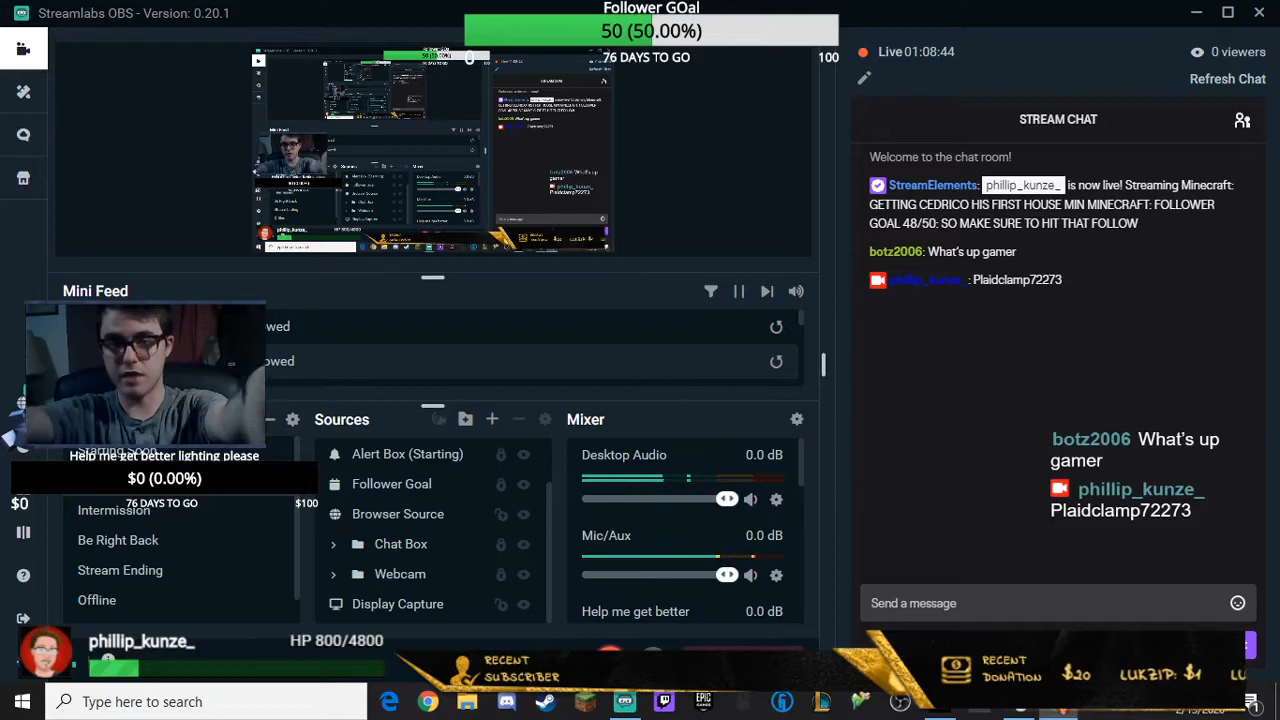 Streamlabs OBS - Version: 0.20.1
Follower GOal
50 (50.00%)
76 DAYS TO GO
100
0
Live 01:08:44
0 viewers
Refresh Chat
STREAM CHAT
Welcome to the chat room!
StreamElements: phillip_kunze_ is now live! Streaming Minecraft:
GETTING CEDRICO HIS FIRST HOUSE MIN MINECRAFT: FOLLOWER
GOAL 48/50: SO MAKE SURE TO HIT THAT FOLLOW
botz2006: What's up gamer
phillip_kunze_: Plaidclamp72273
Mini Feed
owed
owed
Sources
Mixer
Starting Soon
Help me get better lighting please
$0 (0.00%)
$0
76 DAYS TO GO
$100
Intermission
Be Right Back
Stream Ending
Offline
Alert Box (Starting)
Follower Goal
Browser Source
Chat Box
Webcam
Display Capture
Desktop Audio
0.0 dB
Mic/Aux
0.0 dB
Help me get better
0.0 dB
botz2006 What's up
gamer
phillip_kunze_
Plaidclamp72273
Send a message
phillip_kunze_
HP 800/4800
RECENT
SUBSCRIBER
RECENT
DONATION
$20
LUKZIP: $1
LU
Type here to search
EPIC
GAMES